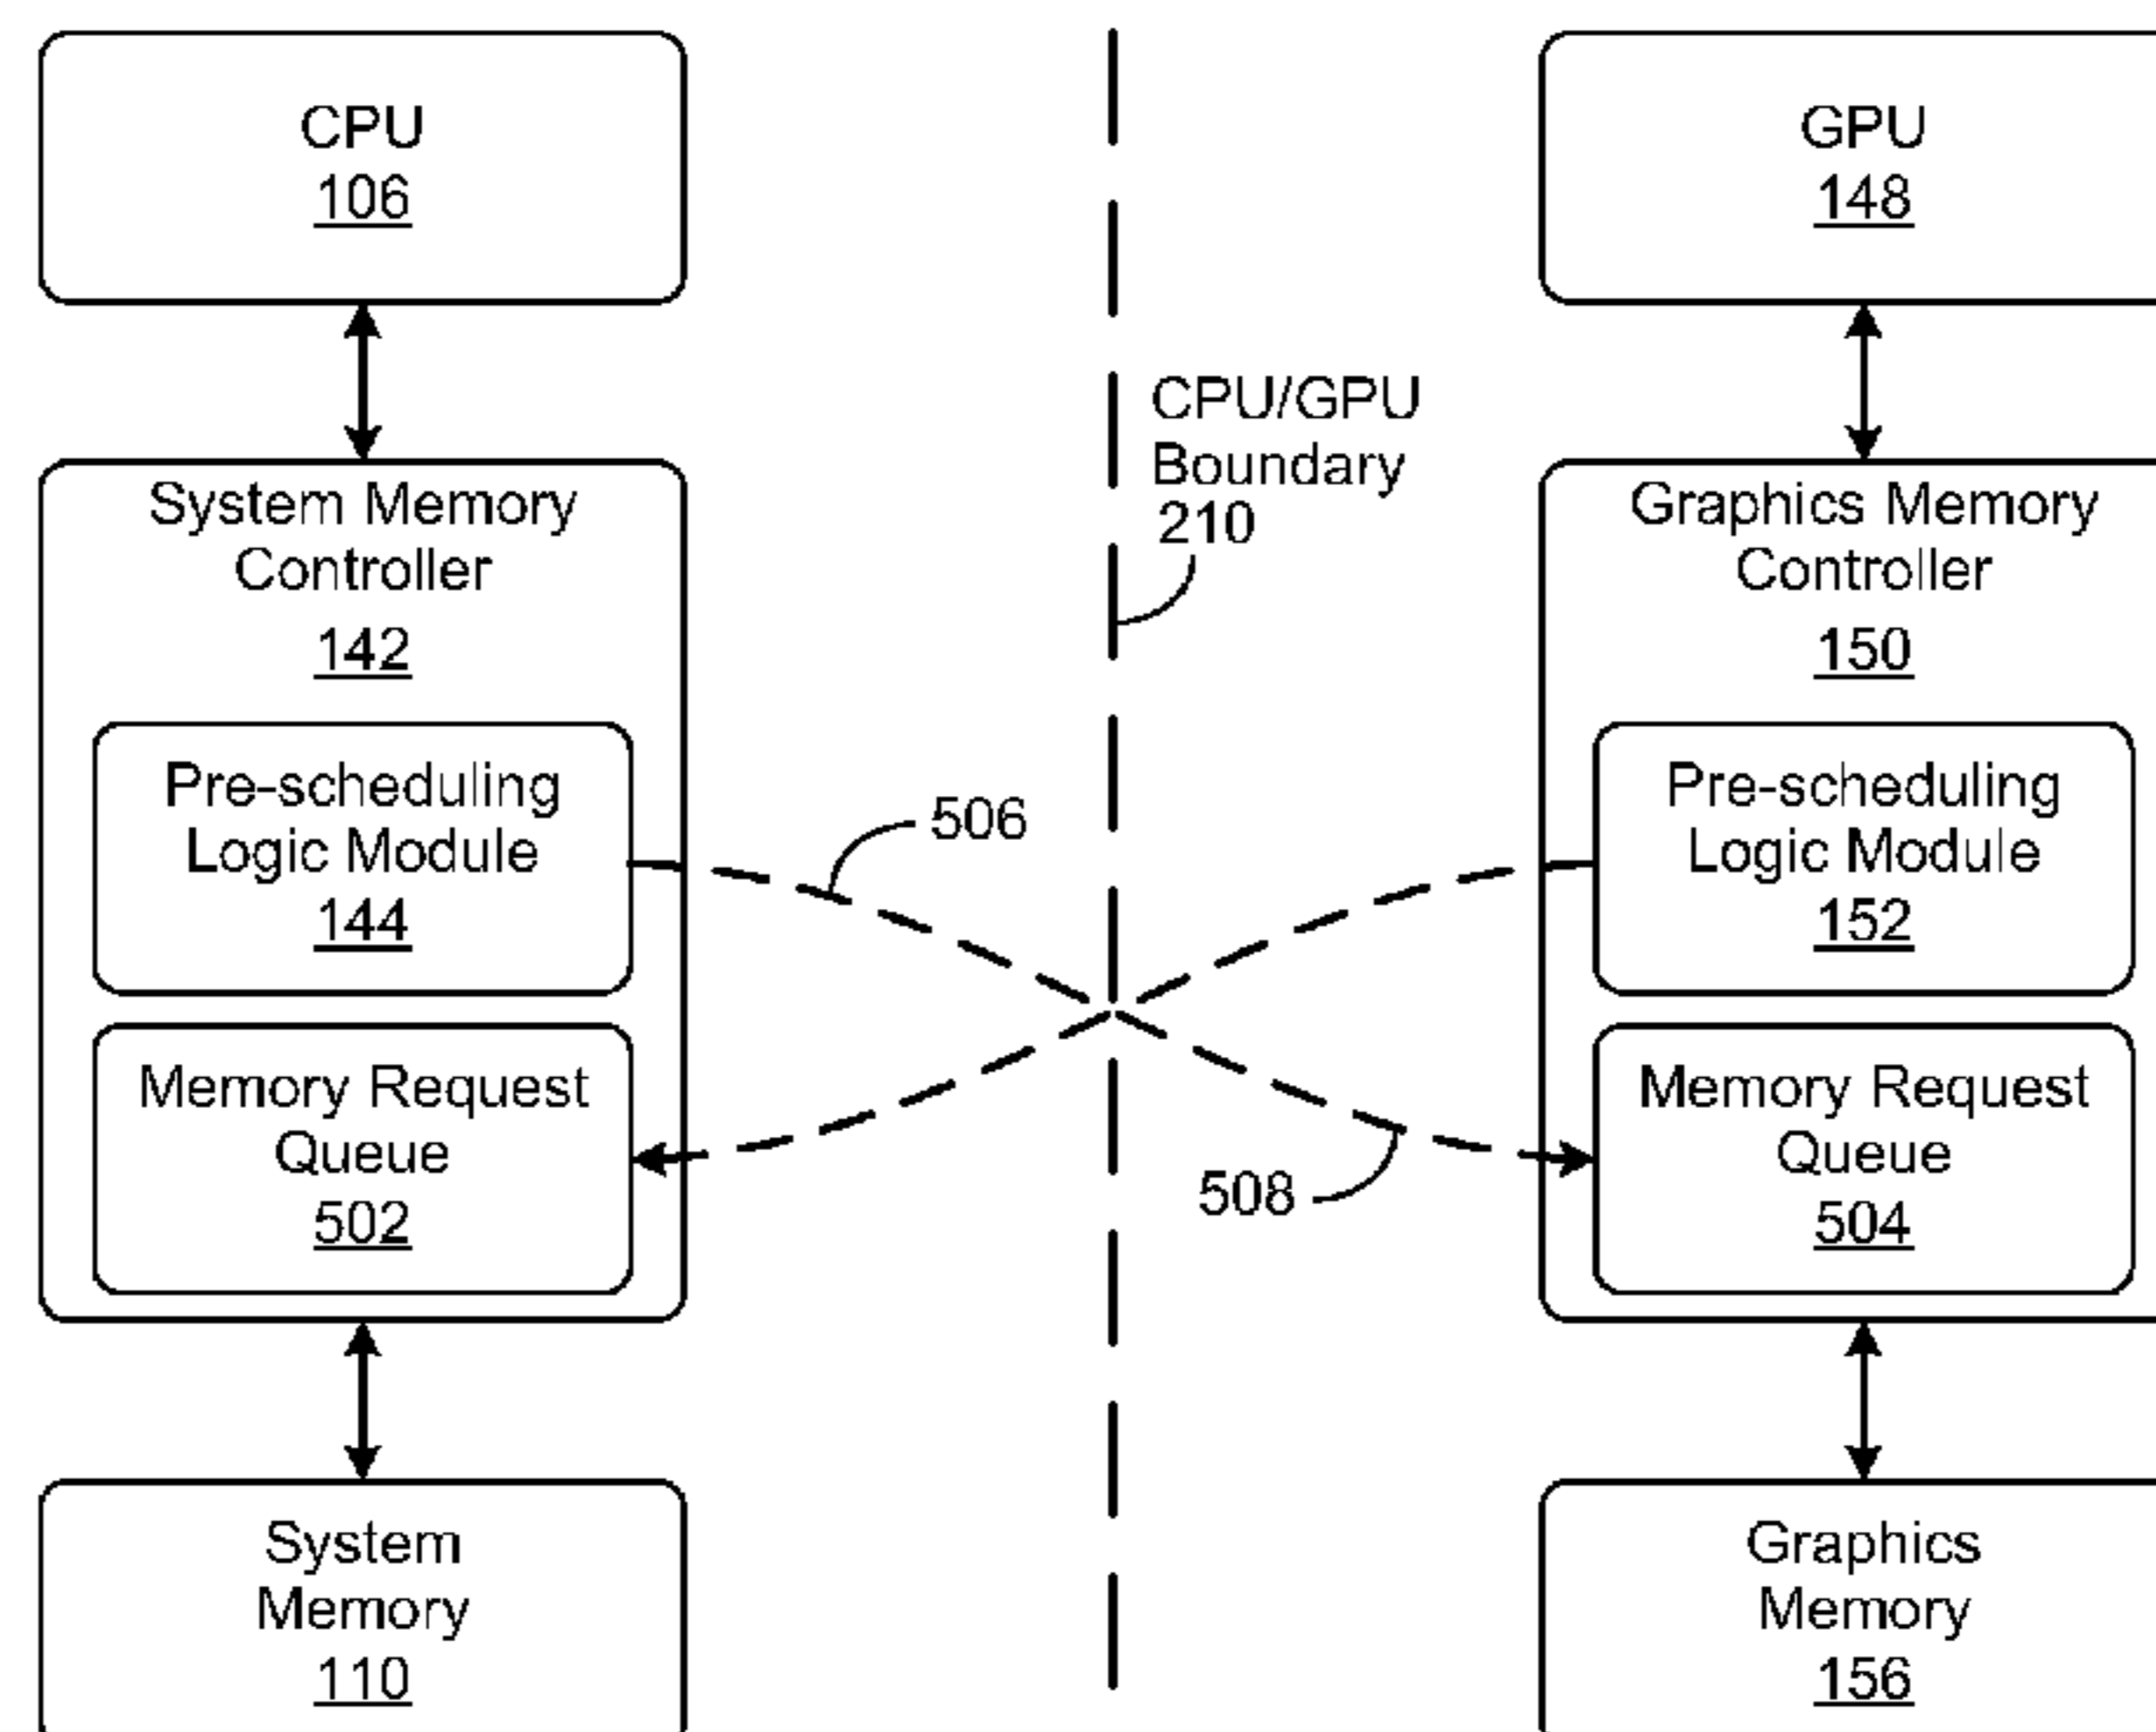 CPU
106
GPU
148
CPU/GPU
Boundary
210
System Memory
Controller
142
Graphics Memory
Controller
150
Pre-scheduling
Logic Module
144
506
Pre-scheduling
Logic Module
152
Memory Request
Queue
502
508
Memory Request
Queue
504
System
Memory
110
Graphics
Memory
156